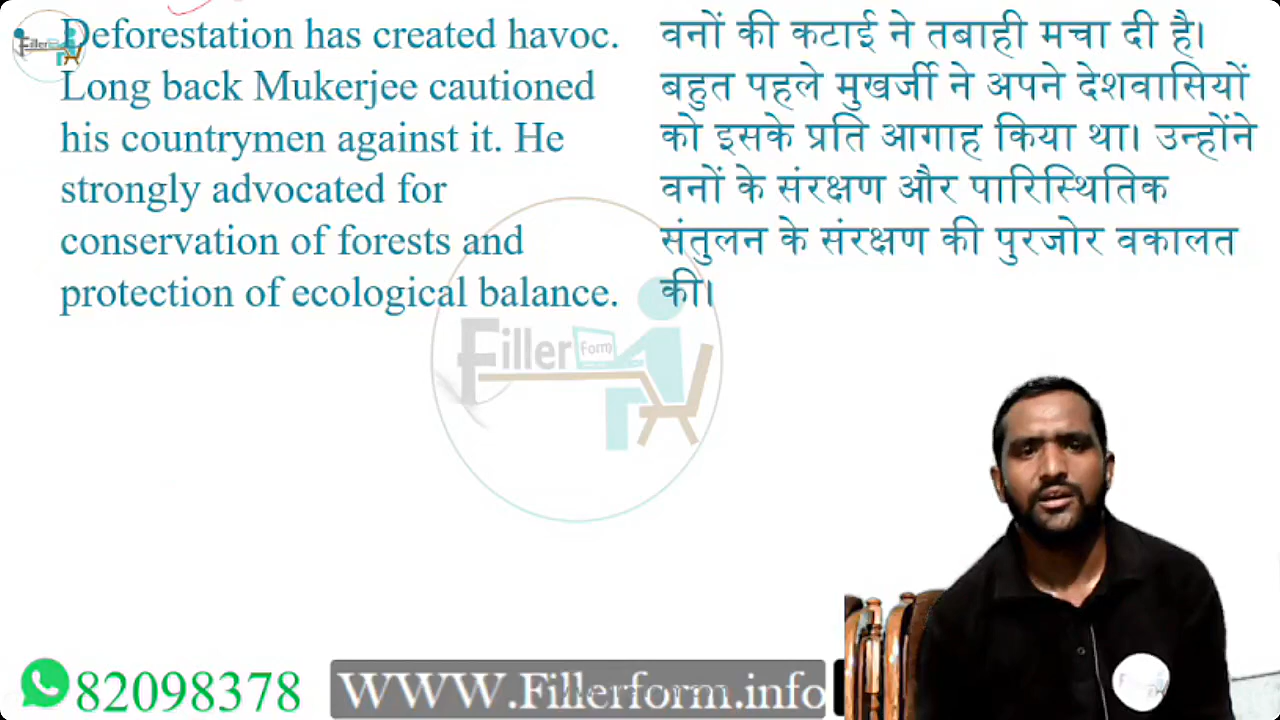 Deforestation has created havoc.
Long back Mukerjee cautioned
his countrymen against it. He
strongly advocated for
conservation of forests and
protection of ecological balance.
वनों की कटाई ने तबाही मचा दी है।
बहुत पहले मुखर्जी ने अपने देशवासियों
को इसके प्रति आगाह किया था। उन्होंने
वनों के संरक्षण और पारिस्थितिक
संतुलन के संरक्षण की पुरजोर वकालत
की।
Filler Form
82098378
WWW.Fillerform.info